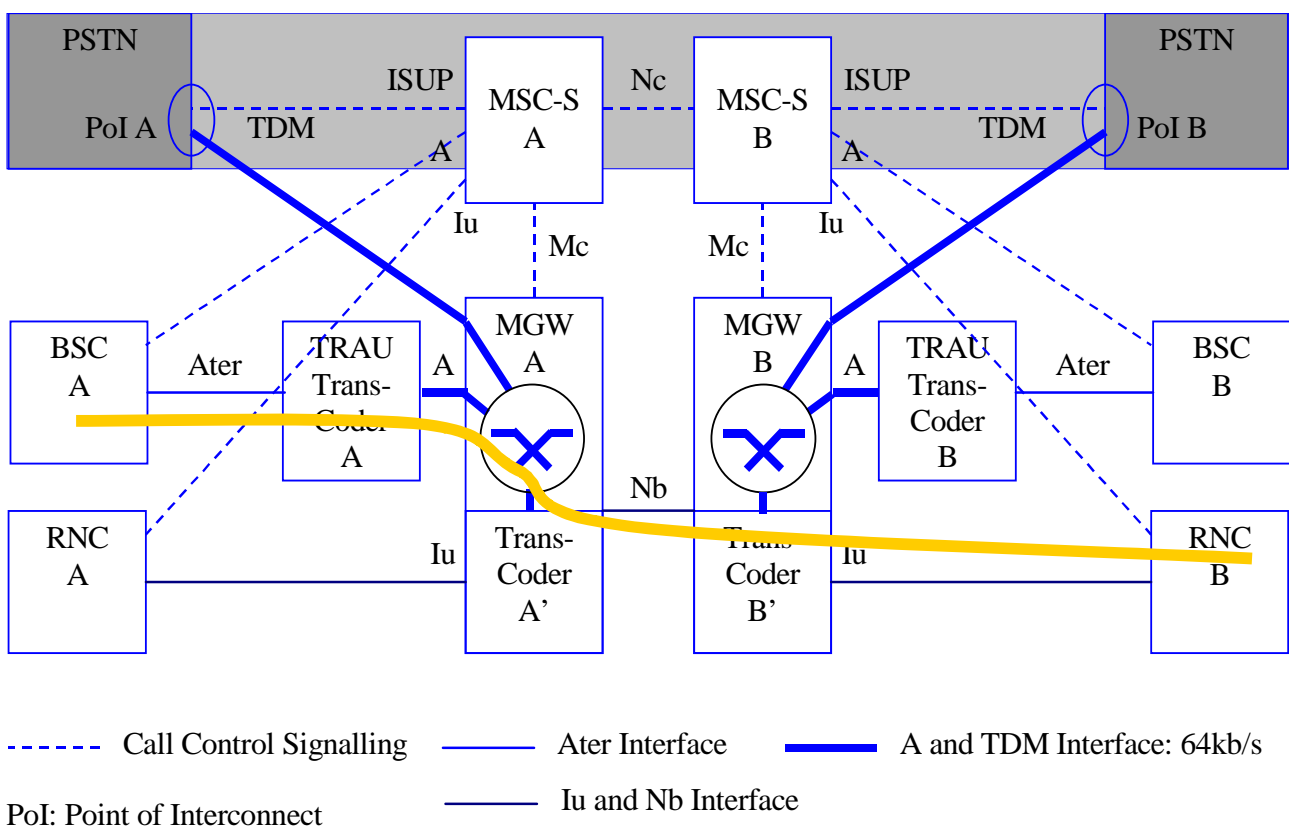 PSTN
PSTN
ISUP
Nc
ISUP
MSC-S
A
MSC-S
B
PoI A
TDM
TDM
PoI B
A
A
Iu
Iu
Mc
Mc
MGW
A
MGW
B
BSC
A
Ater
TRAU
Trans-
Coder
A
A
A
TRAU
Trans-
Coder
B
Ater
BSC
B
Nb
RNC
A
Iu
Trans-
Coder
A’
Trans-
Coder
B’
Iu
RNC
B
Call Control Signalling
Ater Interface
A and TDM Interface: 64kb/s
PoI: Point of Interconnect
Iu and Nb Interface